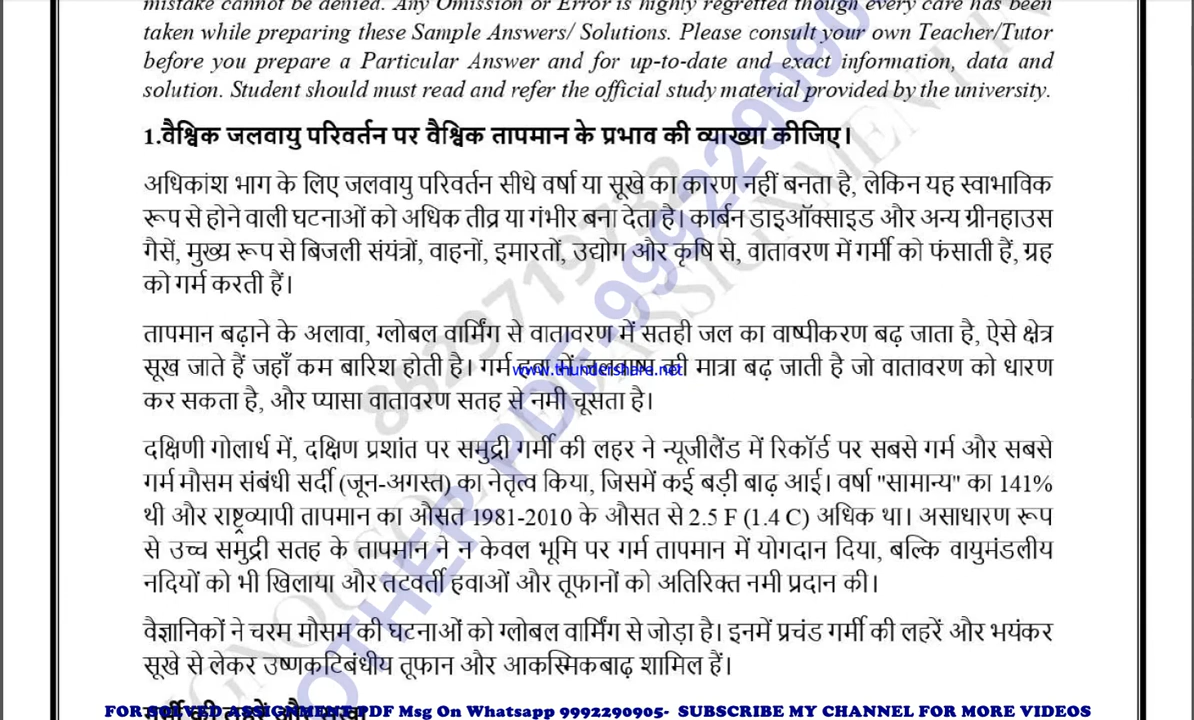 mistake cannot be denied. Any Omission or Error is highly regretted though every care has been
taken while preparing these Sample Answers/ Solutions. Please consult your own Teacher/Tutor
before you prepare a Particular Answer and for up-to-date and exact information, data and
solution. Student should must read and refer the official study material provided by the university.
1.वैश्विक जलवायु परिवर्तन पर वैश्विक तापमान के प्रभाव की व्याख्या कीजिए।
अधिकांश भाग के लिए जलवायु परिवर्तन सीधे वर्षा या सूखे का कारण नहीं बनता है, लेकिन यह स्वाभाविक
रूप से होने वाली घटनाओं को अधिक तीव्र या गंभीर बना देता है। कार्बन डाइऑक्साइड और अन्य ग्रीनहाउस
गैसें, मुख्य रूप से बिजली संयंत्रों, वाहनों, इमारतों, उद्योग और कृषि से, वातावरण में गर्मी को फंसाती हैं, ग्रह
को गर्म करती हैं।
तापमान बढ़ाने के अलावा, ग्लोबल वार्मिंग से वातावरण में सतही जल का वाष्पीकरण बढ़ जाता है, ऐसे क्षेत्र
सूख जाते हैं जहाँ कम बारिश होती है। गर्म हवा में जलवाष्प की मात्रा बढ़ जाती है जो वातावरण को धारण
www.thundershare.net
कर सकता है, और प्यासा वातावरण सतह से नमी चूसता है।
दक्षिणी गोलार्ध में, दक्षिण प्रशांत पर समुद्री गर्मी की लहर ने न्यूजीलैंड में रिकॉर्ड पर सबसे गर्म और सबसे
गर्म मौसम संबंधी सर्दी (जून-अगस्त) का नेतृत्व किया, जिसमें कई बड़ी बाढ़ आई। वर्षा "सामान्य" का 141%
थी और राष्ट्रव्यापी तापमान का औसत 1981-2010 के औसत से 2.5 F (1.4 C) अधिक था। असाधारण रूप
से उच्च समुद्री सतह के तापमान ने न केवल भूमि पर गर्म तापमान में योगदान दिया, बल्कि वायुमंडलीय
नदियों को भी खिलाया और तटवर्ती हवाओं और तूफानों को अतिरिक्त नमी प्रदान की।
वैज्ञानिकों ने चरम मौसम की घटनाओं को ग्लोबल वार्मिंग से जोड़ा है। इनमें प्रचंड गर्मी की लहरें और भयंकर
सूखे से लेकर उष्णकटिबंधीय तूफान और आकस्मिकबाढ़ शामिल हैं।
गर्मी की लहरें और सूखा
FOR SOLVED ASSIGNMENT PDF Msg On Whatsapp 9992290905- SUBSCRIBE MY CHANNEL FOR MORE VIDEOS